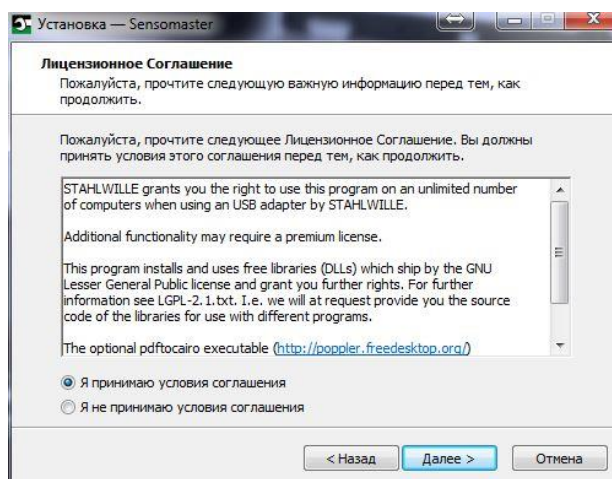 Установка — Sensomaster
Лицензионное Соглашение
Пожалуйста, прочтите следующую важную информацию перед тем, как
продолжить.
Пожалуйста, прочтите следующее Лицензионное Соглашение. Вы должны
принять условия этого соглашения перед тем, как продолжить.
STAHLWILLE grants you the right to use this program on an unlimited number
of computers when using an USB adapter by STAHLWILLE.
Additional functionality may require a premium license.
This program installs and uses free libraries (DLLs) which ship by the GNU
Lesser General Public license and grant you further rights. For further
information see LGPL-2.1.txt. I.e. we will at request provide you the source
code of the libraries for use with different programs.
The optional pdftocairo executable (http://poppler.freedesktop.org/)
Я принимаю условия соглашения
Я не принимаю условия соглашения
< Назад
Далее >
Отмена